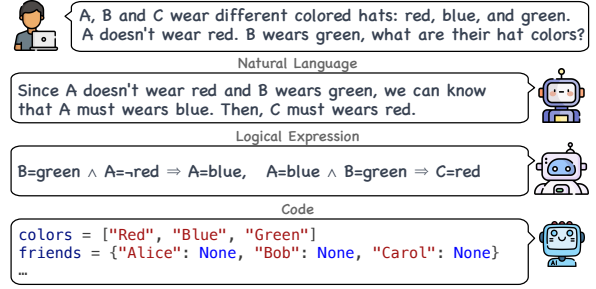 A, B and C wear different colored hats: red, blue, and green.
A doesn't wear red. B wears green, what are their hat colors?
Natural Language
Since A doesn't wear red and B wears green, we can know
that A must wears blue. Then, C must wears red.
Logical Expression
B=green ∧ A=¬red ⇒ A=blue, A=blue ∧ B=green ⇒ C=red
Code
colors = ["Red", "Blue", "Green"]
friends = {"Alice": None, "Bob": None, "Carol": None}
…
AI